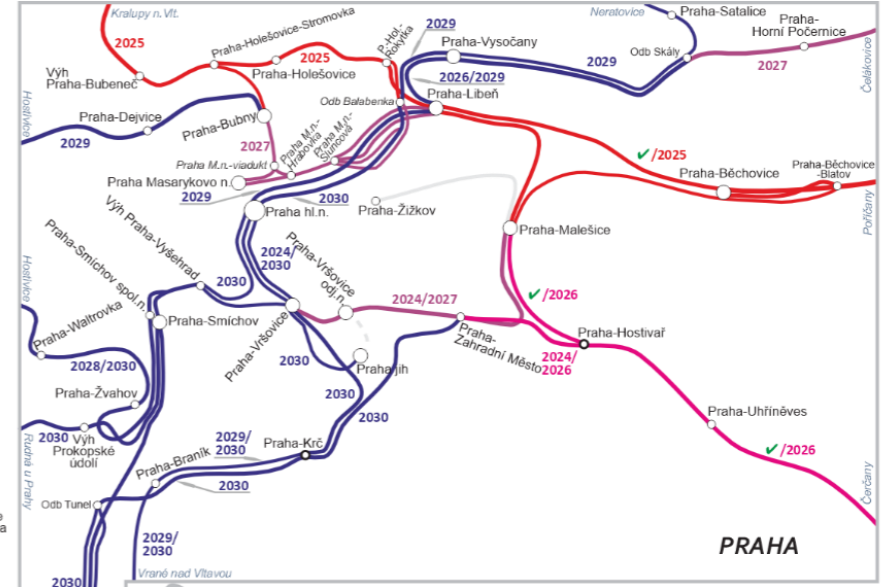 Kralupy n.Vlt.
Neratovice
Praha-Satalice
Praha-
Horní Počernice
Čelákovice
Praha-Holešovice-Stromovka
2025
2025
P.-Hol.-
Rokytka
2029
Praha-Vysočany
Odb Skály
2027
2029
Praha-Holešovice
Výh
Praha-Bubeneč
2026/2029
Praha-Libeň
Odb Balabenka
Hostivice
Praha-Dejvice
2029
Praha-Bubny
2027
Praha M.n.-
Hrabovka
Praha M.n.-
Sluncová
✓/2025
Praha-Běchovice
Praha-Běchovice
-Blatov
Poříčany
Praha M.n.-viadukt
Praha Masarykovo n.
2029
2030
Praha hl.n.
Praha-Žižkov
Praha-Malešice
Výh Praha-Vyšehrad
Praha-Smíchov spol.n.
2024/
2030
Praha-Vršovice
odj.n.
Hostivice
2030
2024/2027
✓/2026
Praha-Waltrovka
Praha-Smíchov
Praha-Vršovice
Praha-
Zahradní Město
Praha-Hostivař
2024/
2026
2030
Praha jih
2028/2030
2030
2030
Praha-Žvahov
Praha-Uhříněves
2030
Výh
Prokopské
údolí
2029/
2030
Praha-Krč
✓/2026
Rudná u Prahy
Praha-Braník
2030
Čerčany
Odb Tunel
2029/
2030
PRAHA
2030
Vrané nad Vltavou